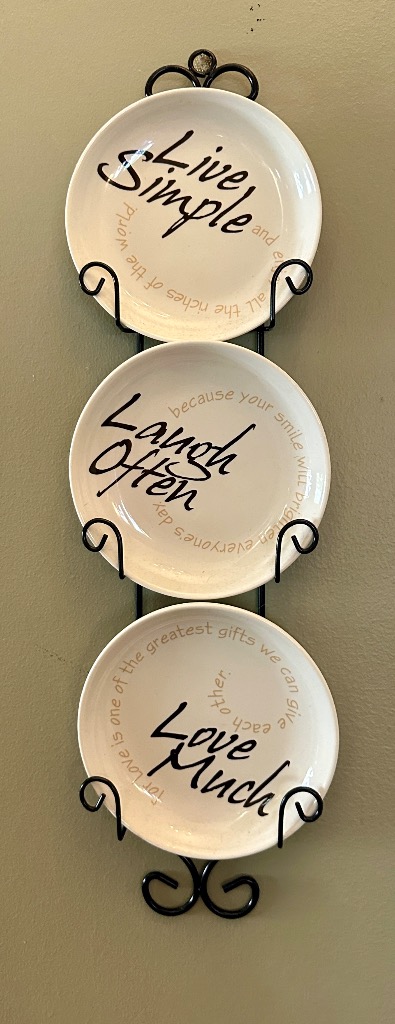 Live
Simple
and e all the riches of the world.
Laugh
Often
because your smile will brighten everyone's day
Love
Much
for love is one of the greatest gifts we can give each other.